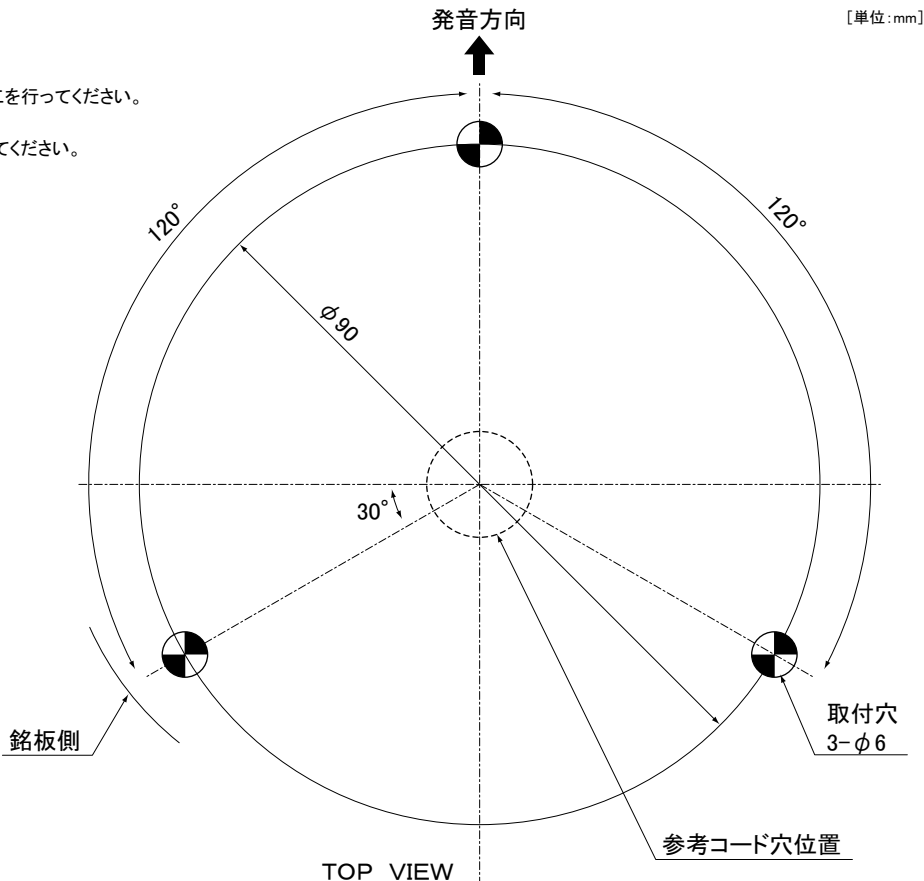 発音方向
[単位:mm]
を行ってください。
てください。
120°
120°
φ90
30°
銘板側
取付穴
3-φ6
参考コード穴位置
TOP VIEW